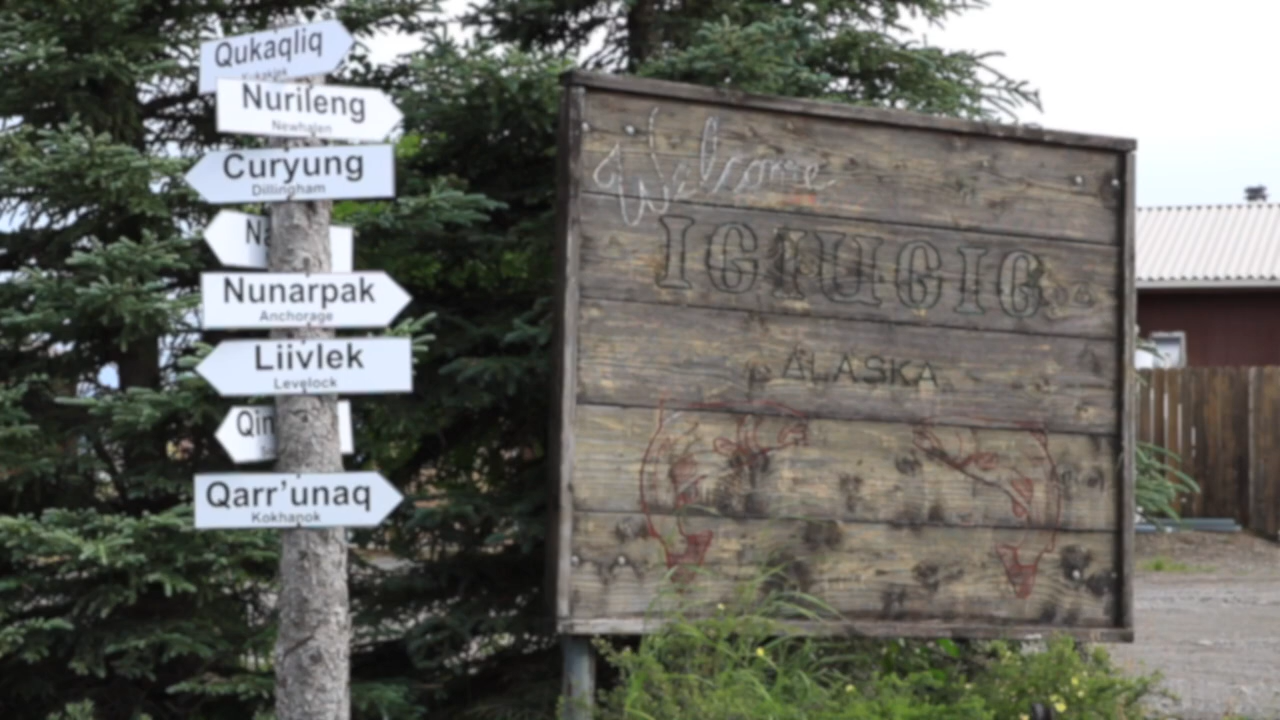 Qukaqliq
Nurileng
Newhalen
Curyung
Dillingham
Nunarpak
Anchorage
Liivlek
Levelock
Qarr'unaq
Kokhanok
Welcome
IGIUGIG
ALASKA